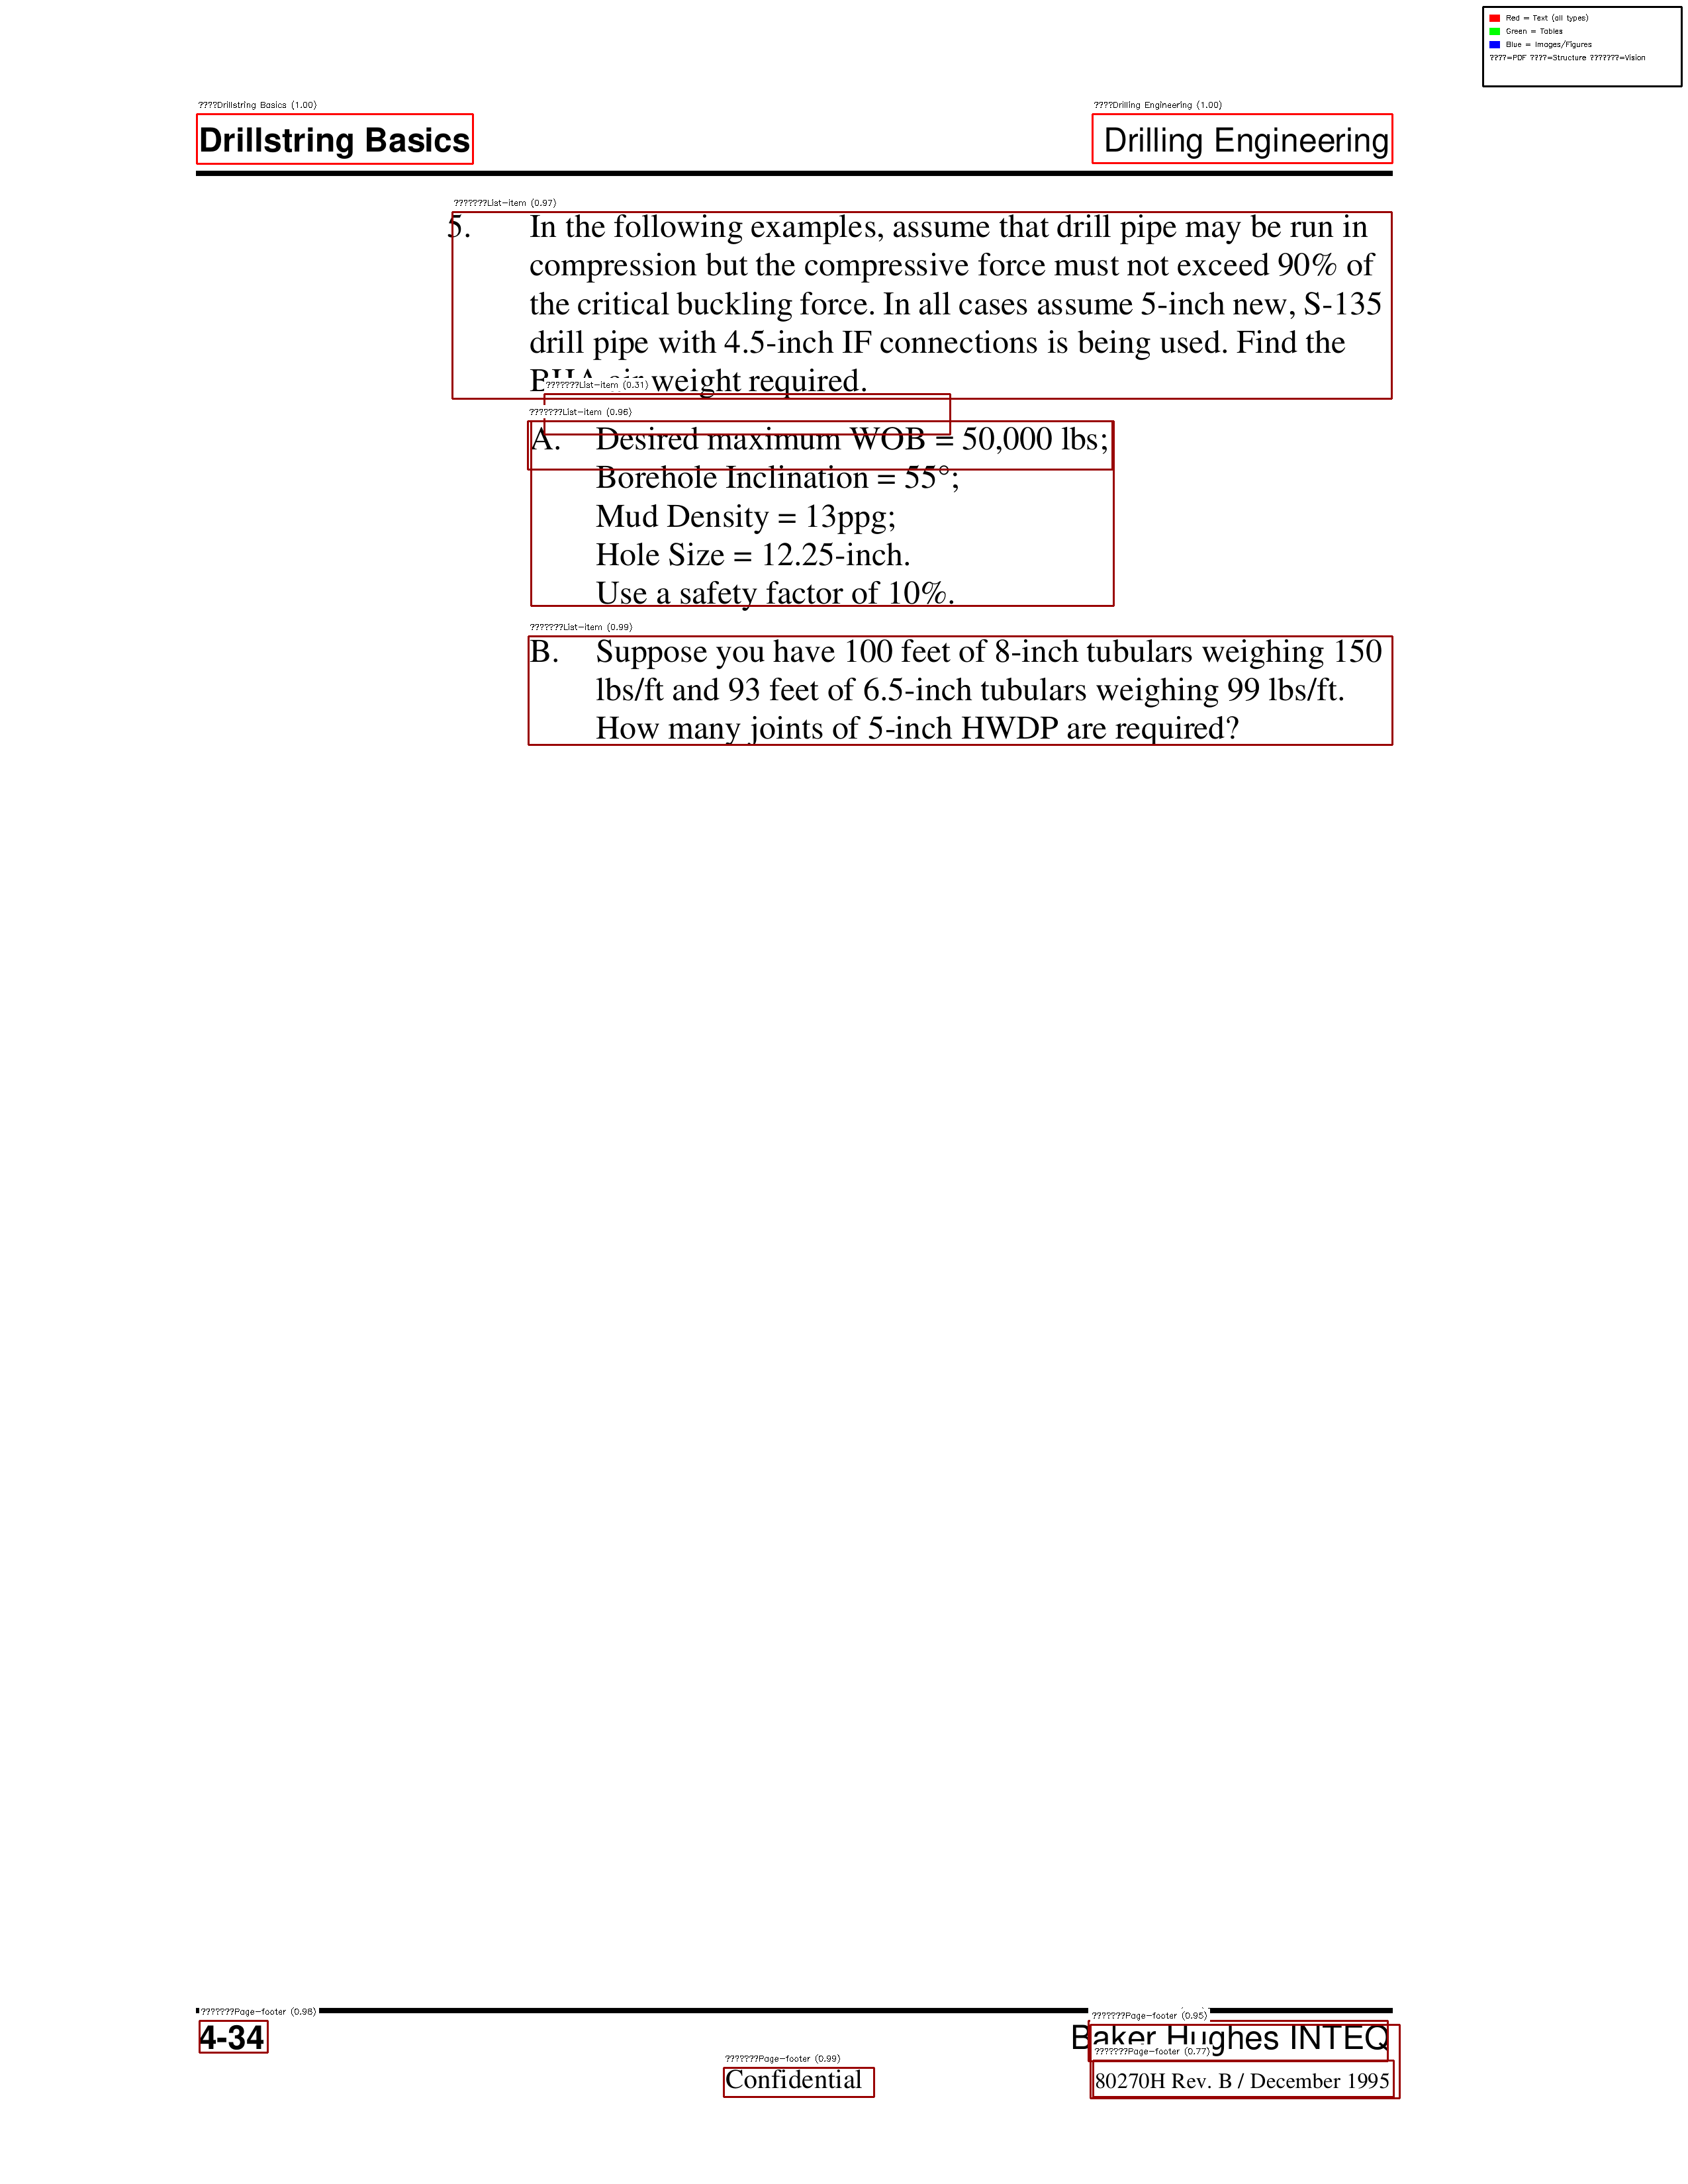 Red = Text (all types)
Green = Tables
Blue = Images/Figures
????=PDF ????=Structure ???????=Vision
????Drillstring Basics (1.00)
????Drilling Engineering (1.00)
Drillstring Basics
Drilling Engineering
???????List-item (0.97)
5. In the following examples, assume that drill pipe may be run in
compression but the compressive force must not exceed 90% of
the critical buckling force. In all cases assume 5-inch new, S-135
drill pipe with 4.5-inch IF connections is being used. Find the
BHA air weight required.
???????List-item (0.31)
???????List-item (0.96)
A. Desired maximum WOB = 50,000 lbs;
Borehole Inclination = 55°;
Mud Density = 13ppg;
Hole Size = 12.25-inch.
Use a safety factor of 10%.
???????List-item (0.99)
B. Suppose you have 100 feet of 8-inch tubulars weighing 150
lbs/ft and 93 feet of 6.5-inch tubulars weighing 99 lbs/ft.
How many joints of 5-inch HWDP are required?
???????Page-footer (0.98)
???????Page-footer (0.95)
4-34
Baker Hughes INTEQ
???????Page-footer (0.77)
???????Page-footer (0.99)
Confidential
80270H Rev. B / December 1995